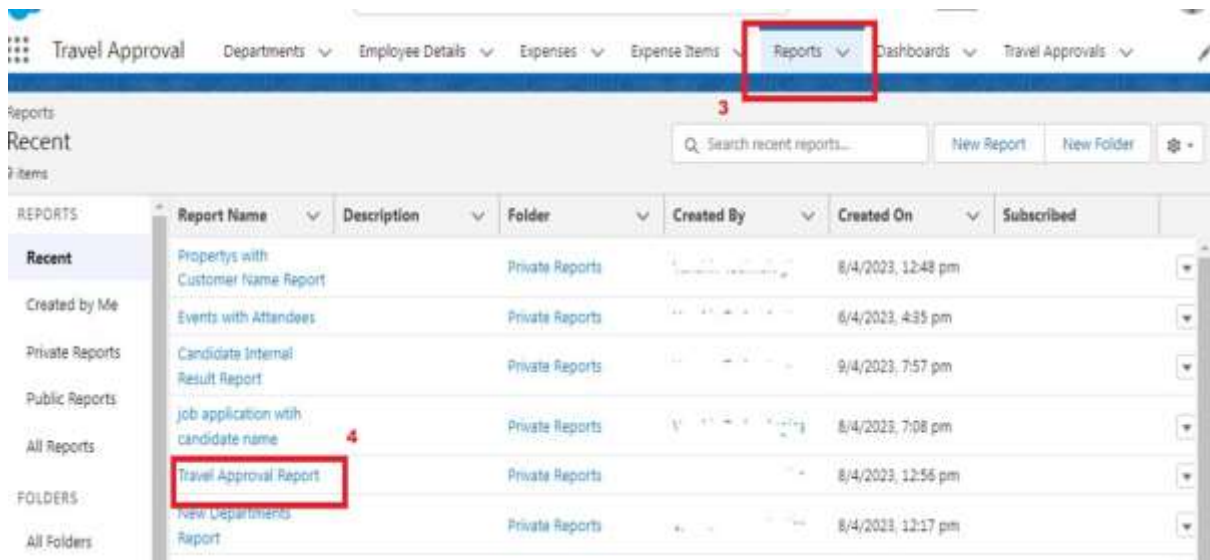 Travel Approval Departments Employee Details Expenses Expense Items Reports Dashboards Travel Approvals
3
Reports
Recent
9 items
Search recent reports...
New Report
New Folder
REPORTS
Report Name Description Folder Created By Created On Subscribed
Recent
Propertys with
Customer Name Report
Private Reports
8/4/2023, 12:48 pm
Created by Me
Events with Attendees
Private Reports
6/4/2023, 4:35 pm
Private Reports
Candidate Internal
Result Report
Private Reports
9/4/2023, 7:57 pm
Public Reports
job application wtih
candidate name
4
Private Reports
8/4/2023, 7:08 pm
All Reports
Travel Approval Report
Private Reports
8/4/2023, 12:56 pm
FOLDERS
New Departments
Report
Private Reports
8/4/2023, 12:17 pm
All Folders